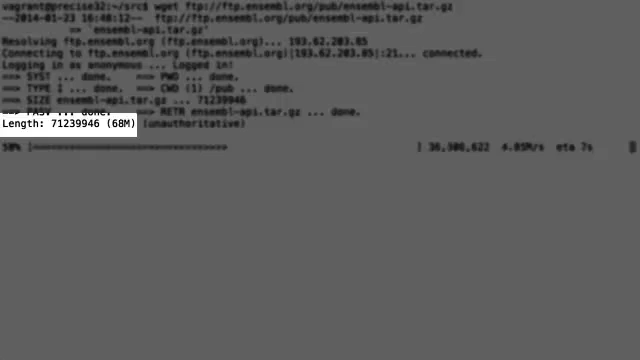 vagrant@precise32:~/src$ wget ftp://ftp.ensembl.org/pub/ensembl-api.tar.gz
--2014-01-23 16:48:12-- ftp://ftp.ensembl.org/pub/ensembl-api.tar.gz
=> `ensembl-api.tar.gz'
Resolving ftp.ensembl.org (ftp.ensembl.org)... 193.62.203.85
Connecting to ftp.ensembl.org (ftp.ensembl.org)|193.62.203.85|:21... connected.
Logging in as anonymous ... Logged in!
==> SYST ... done. ==> PWD ... done.
==> TYPE I ... done. ==> CWD (1) /pub ... done.
==> SIZE ensembl-api.tar.gz ... 71239946
==> PASV ... done. ==> RETR ensembl-api.tar.gz ... done.
Length: 71239946 (68M) (unauthoritative)
50% [==============================> ] 36,306,622 4.85M/s eta 7s